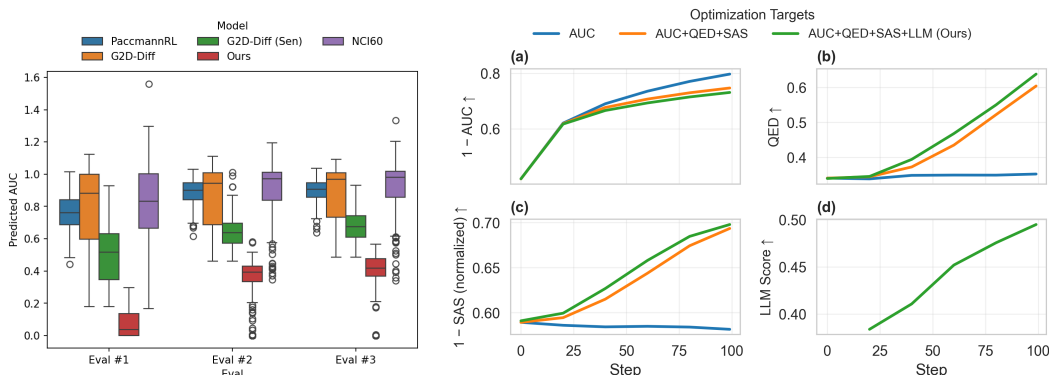 Model
PaccmannRL
G2D-Diff
G2D-Diff (Sen)
Ours
NCI60
Predicted AUC
1.6
1.4
1.2
1.0
0.8
0.6
0.4
0.2
0.0
Eval #1
Eval #2
Eval #3
Eval
Optimization Targets
AUC
AUC+QED+SAS
AUC+QED+SAS+LLM (Ours)
(a)
1 − AUC ↑
0.8
0.6
(b)
QED ↑
0.6
0.5
0.4
(c)
1 − SAS (normalized) ↑
0.70
0.65
0.60
0
25
50
75
100
Step
(d)
LLM Score ↑
0.50
0.45
0.40
0
25
50
75
100
Step